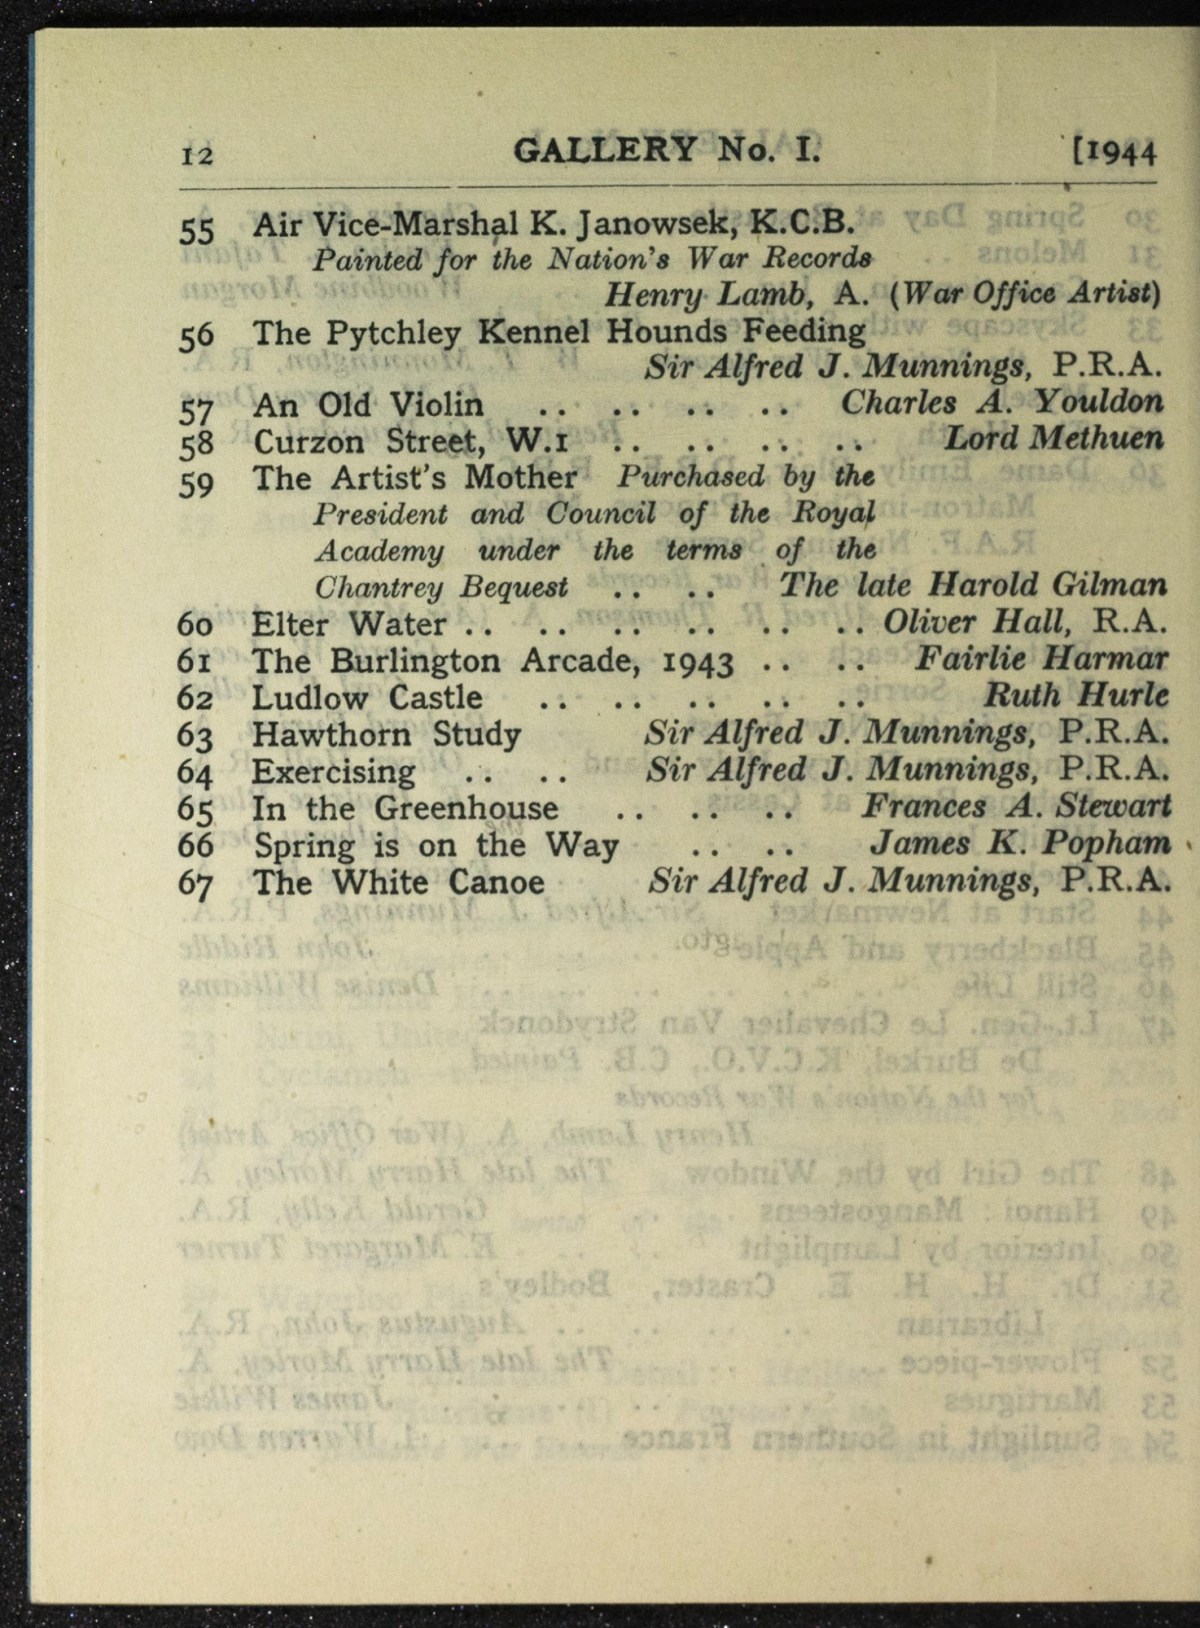 12 GALLERY No. I. [1944
55 Air Vice-Marshal K. Janowsek, K.C.B.
Painted for the Nation's War Records
Henry Lamb, A. (War Office Artist)
56 The Pytchley Kennel Hounds Feeding
Sir Alfred J. Munnings, P.R.A.
57 An Old Violin .. .. .. .. Charles A. Youldon
58 Curzon Street, W.1 .. .. .. .. Lord Methuen
59 The Artist's Mother Purchased by the
President and Council of the Royal
Academy under the terms of the
Chantrey Bequest .. .. The late Harold Gilman
60 Elter Water .. .. .. .. .. .. Oliver Hall, R.A.
61 The Burlington Arcade, 1943 .. .. Fairlie Harmar
62 Ludlow Castle .. .. .. .. .. Ruth Hurle
63 Hawthorn Study Sir Alfred J. Munnings, P.R.A.
64 Exercising .. .. Sir Alfred J. Munnings, P.R.A.
65 In the Greenhouse .. .. .. Frances A. Stewart
66 Spring is on the Way .. .. James K. Popham
67 The White Canoe Sir Alfred J. Munnings, P.R.A.